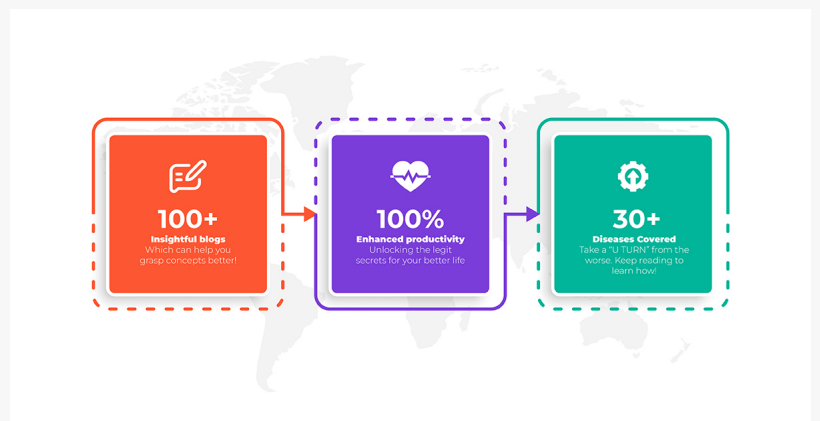 100+
Insightful blogs
Which can help you
grasp concepts better!
100%
Enhanced productivity
Unlocking the legit
secrets for your better life
30+
Diseases Covered
Take a “U TURN” from the
worse. Keep reading to
learn how!